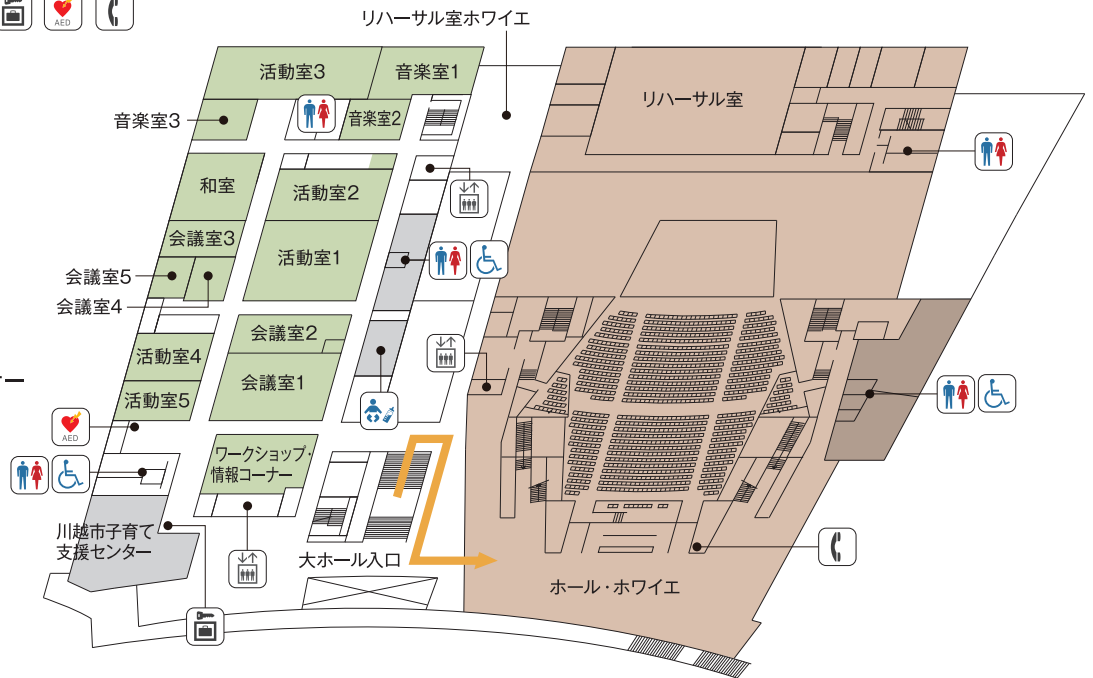 AED
リハーサル室ホワイエ
活動室3
音楽室1
リハーサル室
音楽室3
音楽室2
和室
活動室2
会議室3
活動室1
会議室5
会議室4
会議室2
活動室4
会議室1
活動室5
AED
ワークショップ・
情報コーナー
川越市子育て
支援センター
大ホール入口
ホール・ホワイエ